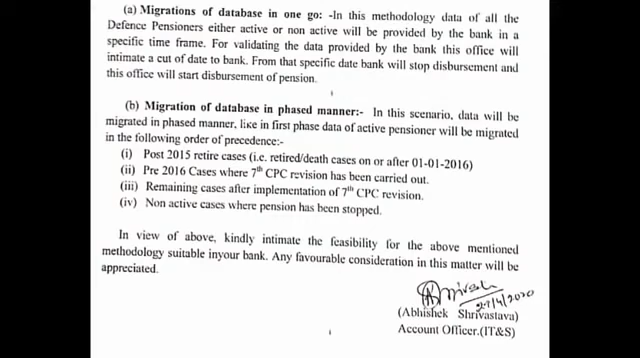 (a) Migrations of database in one go: -In this methodology data of all the
Defence Pensioners either active or non active will be provided by the bank in a
specific time frame. For validating the data provided by the bank this office will
intimate a cut of date to bank. From that specific date bank will stop disbursement and
this office will start disbursement of pension.
(b) Migration of database in phased manner:- In this scenario, data will be
migrated in phased manner, like in first phase data of active pensioner will be migrated
in the following order of precedence:-
(i) Post 2015 retire cases (i.e. retired/death cases on or after 01-01-2016)
(ii) Pre 2016 Cases where 7th CPC revision has been carried out.
(iii) Remaining cases after implementation of 7th CPC revision.
(iv) Non active cases where pension has been stopped.
In view of above, kindly intimate the feasibility for the above mentioned
methodology suitable inyour bank. Any favourable consideration in this matter will be
appreciated.
27/4/2020
(Abhishek Shrivastava)
Account Officer.(IT&S)